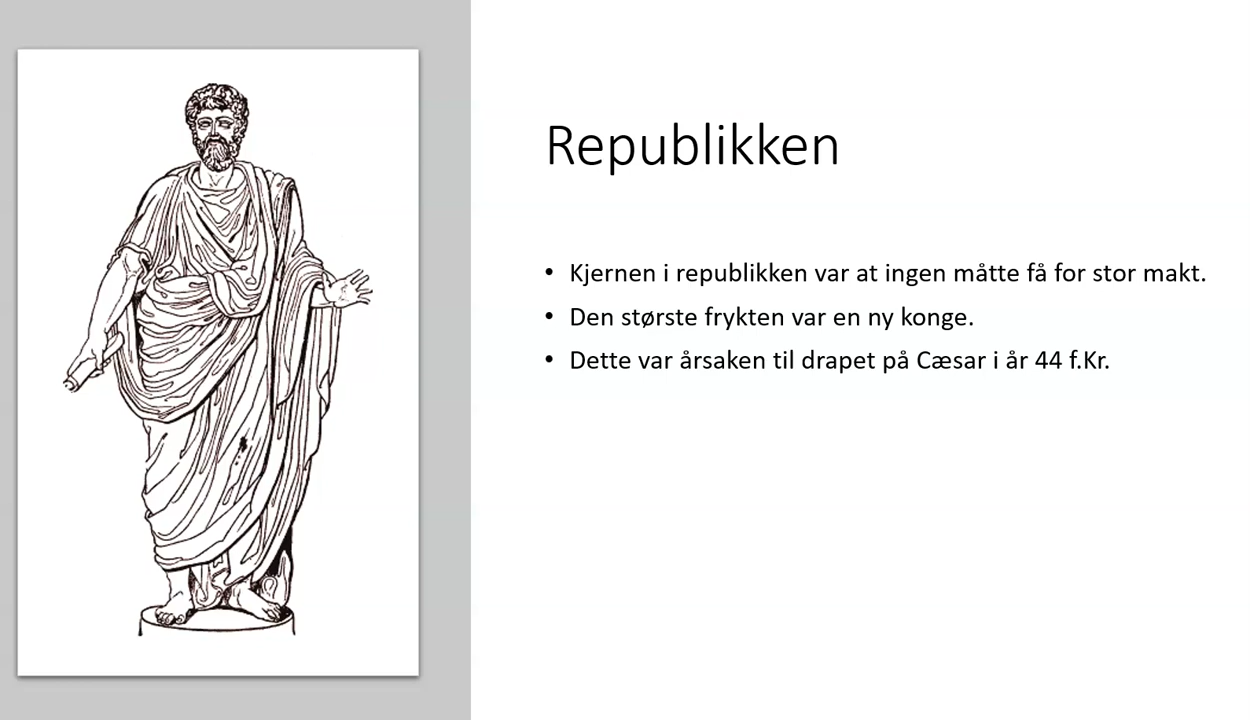 Republikken
• Kjernen i republikken var at ingen måtte få for stor makt.
• Den største frykten var en ny konge.
• Dette var årsaken til drapet på Cæsar i år 44 f.Kr.